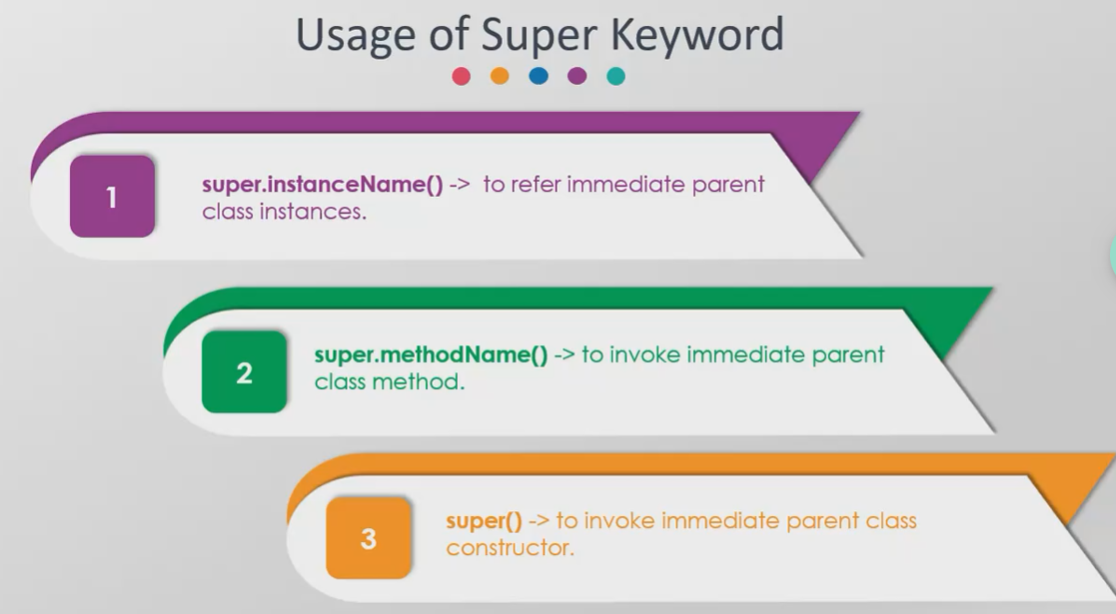 Usage of Super Keyword
1
super.instanceName() -> to refer immediate parent
class instances.
2
super.methodName() -> to invoke immediate parent
class method.
3
super() -> to invoke immediate parent class
constructor.